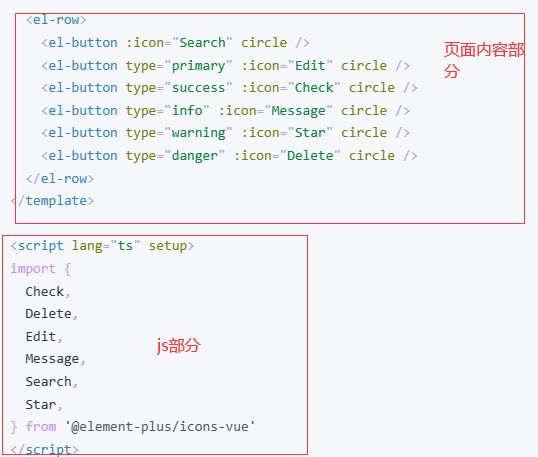 <el-row>
<el-button :icon="Search" circle />
<el-button type="primary" :icon="Edit" circle />
<el-button type="success" :icon="Check" circle />
<el-button type="info" :icon="Message" circle />
<el-button type="warning" :icon="Star" circle />
<el-button type="danger" :icon="Delete" circle />
</el-row>
</template>
页面内容部
分
<script lang="ts" setup>
import {
Check,
Delete,
Edit,
Message,
Search,
Star,
} from '@element-plus/icons-vue'
</script>
js部分